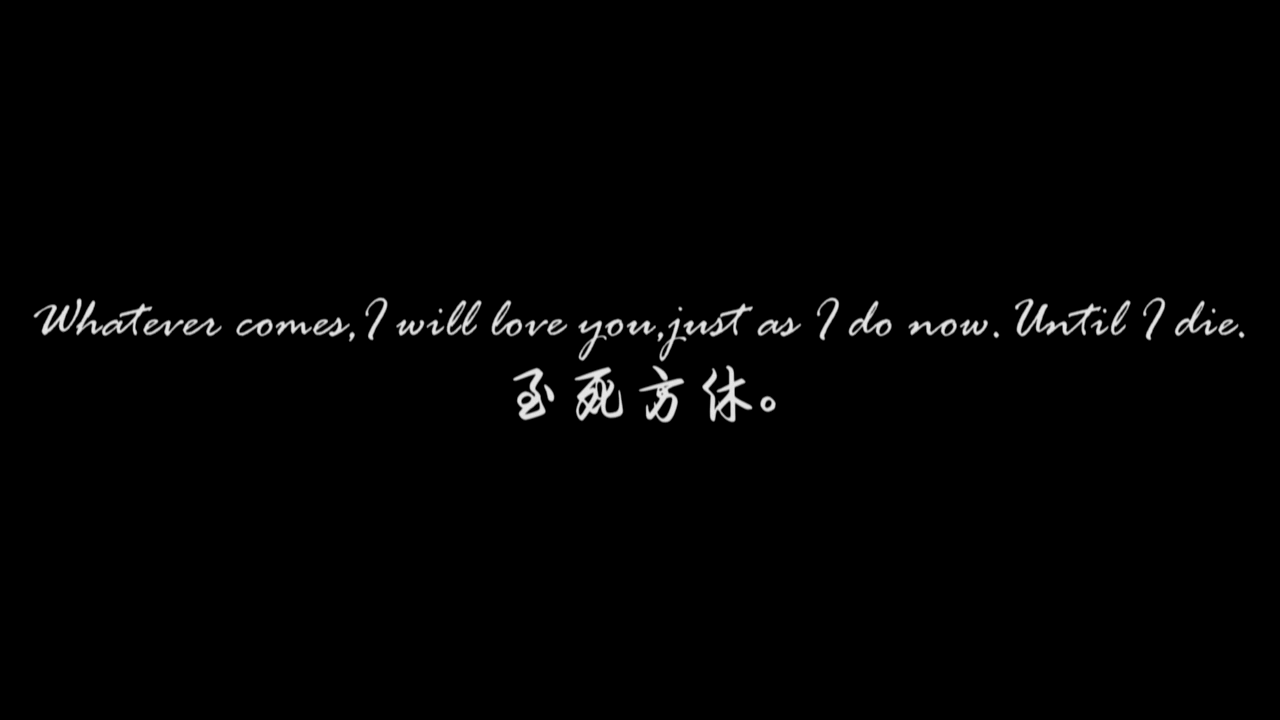 Whatever comes,I will love you,just as I do now. Until I die.
至死方休。